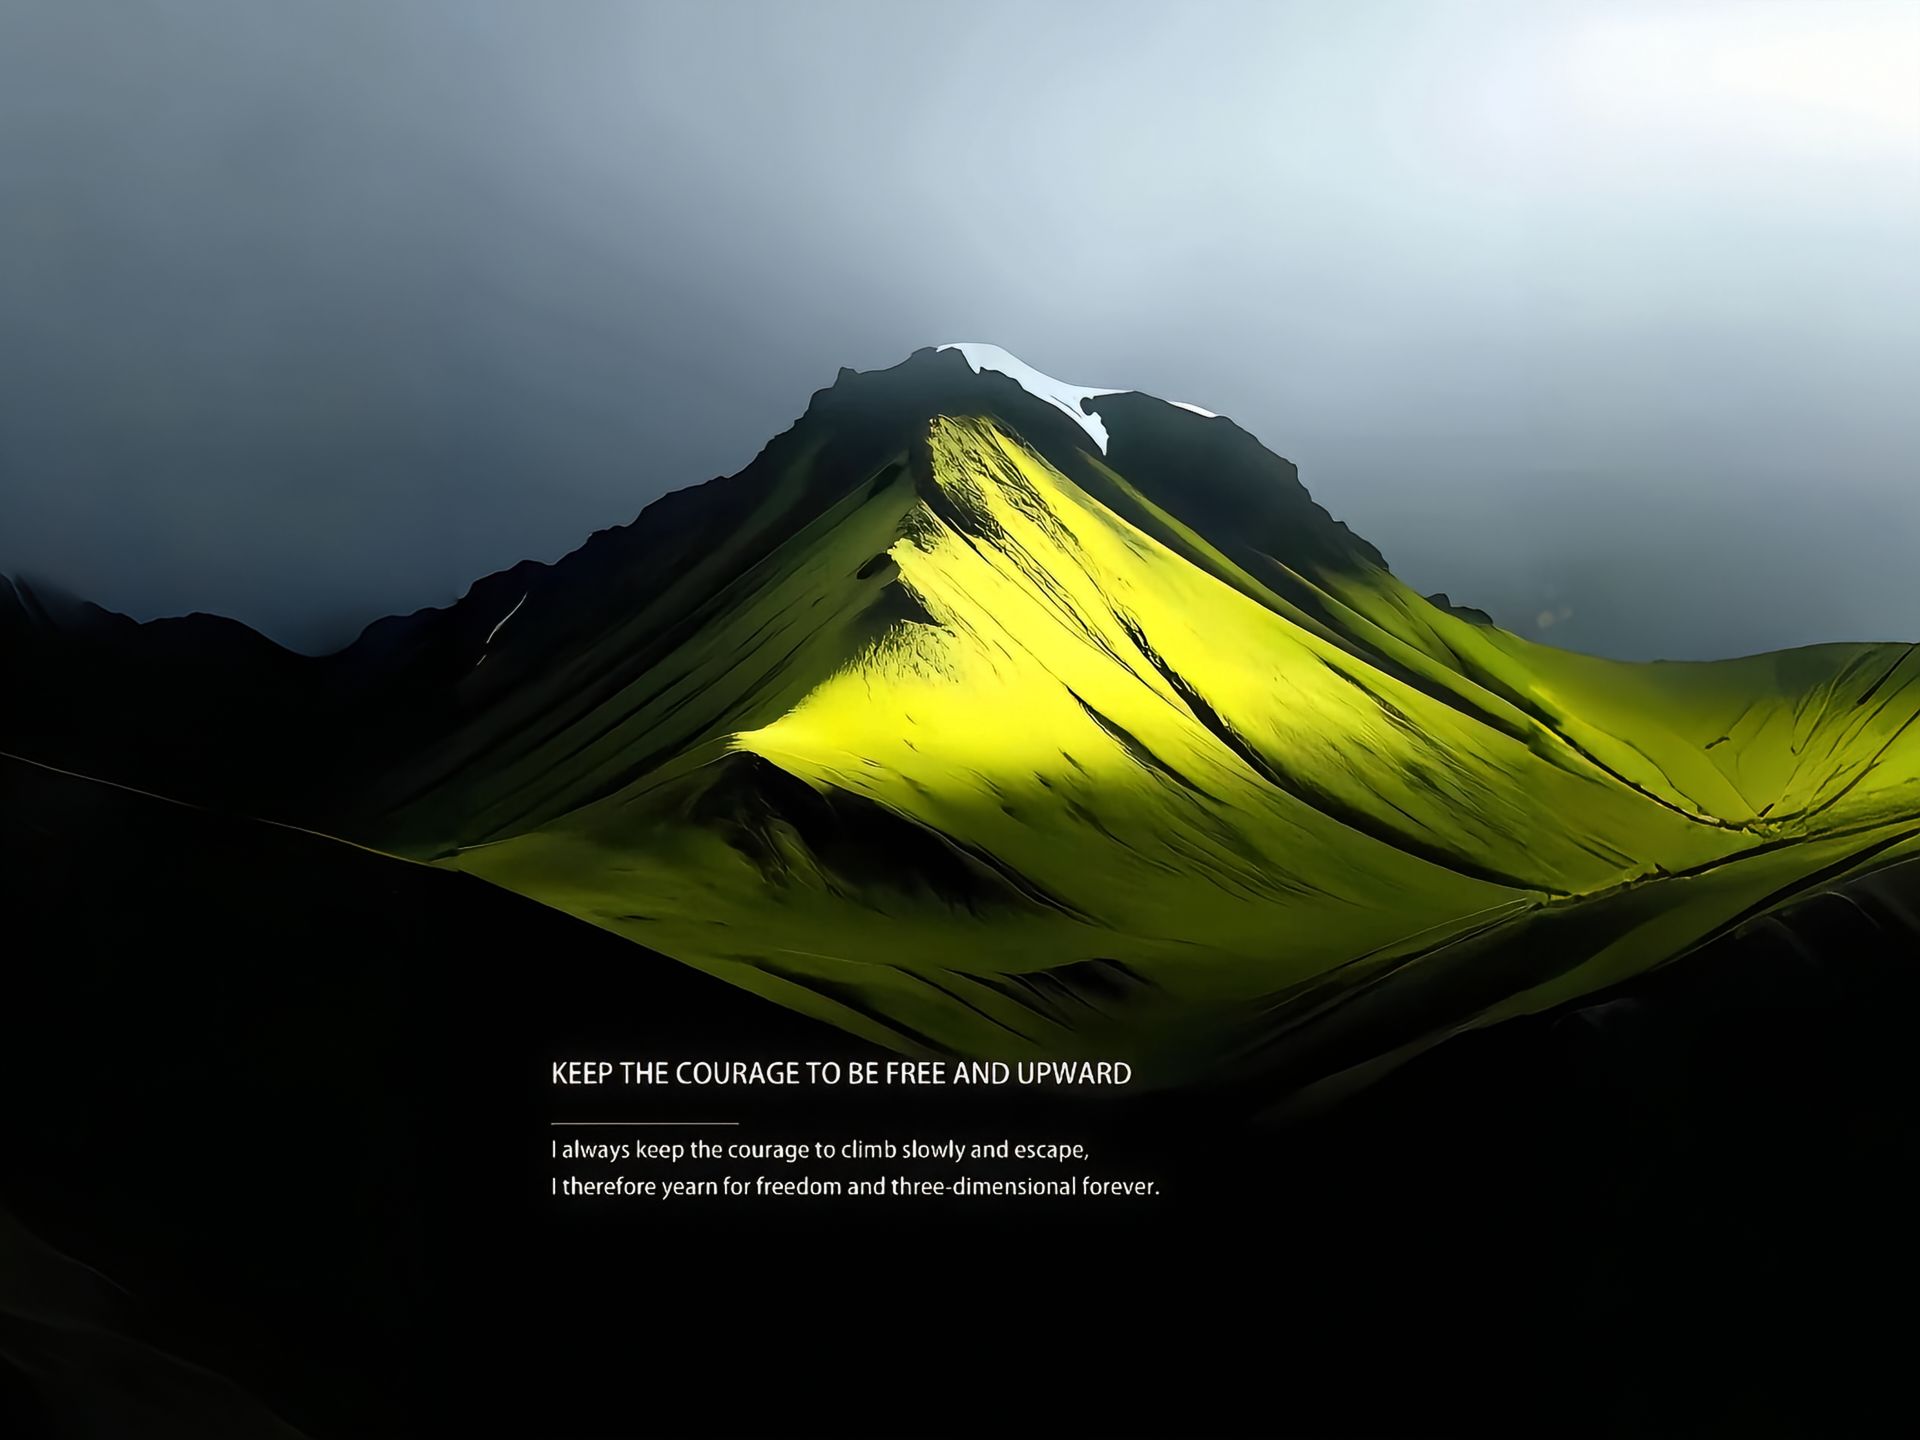 KEEP THE COURAGE TO BE FREE AND UPWARD
I always keep the courage to climb slowly and escape,
I therefore yearn for freedom and three-dimensional forever.